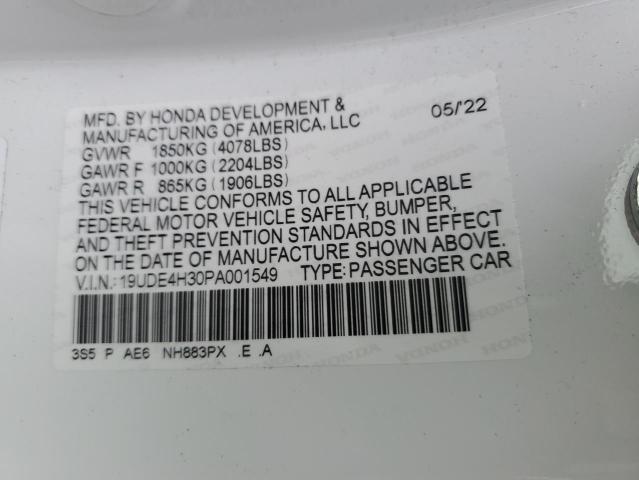 MFD. BY HONDA DEVELOPMENT & 05/'22
MANUFACTURING OF AMERICA, LLC
GVWR 1850KG (4078LBS)
GAWR F 1000KG (2204LBS)
GAWR R 865KG (1906LBS)
THIS VEHICLE CONFORMS TO ALL APPLICABLE
FEDERAL MOTOR VEHICLE SAFETY, BUMPER,
AND THEFT PREVENTION STANDARDS IN EFFECT
ON THE DATE OF MANUFACTURE SHOWN ABOVE.
V.I.N.: 19UDE4H30PA001549 TYPE: PASSENGER CAR
3S5 P AE6 NH883PX .E .A